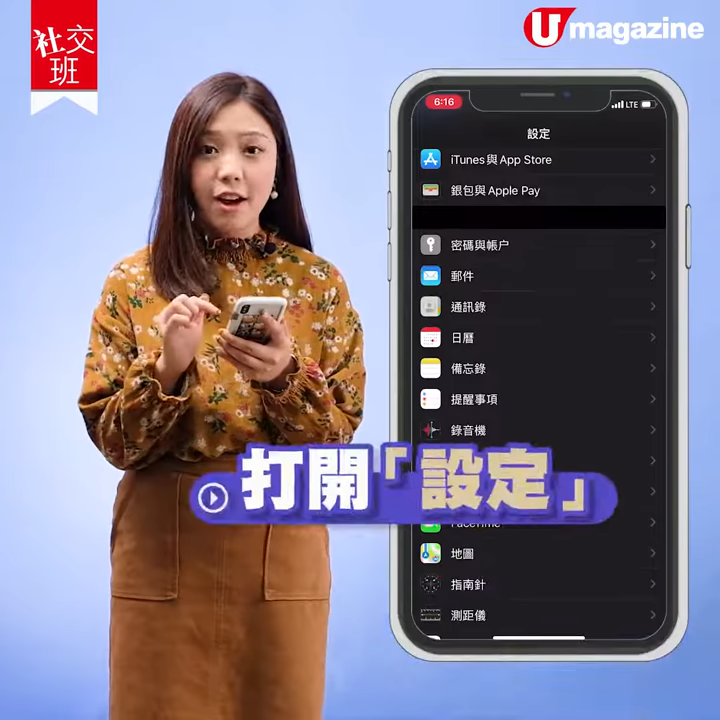 社交班
U magazine
6:16
LTE
設定
iTunes與App Store
銀包與Apple Pay
密碼與帳户
郵件
通訊錄
日曆
備忘錄
提醒事項
錄音機
打開「設定」
FaceTime
地圖
指南針
測距儀